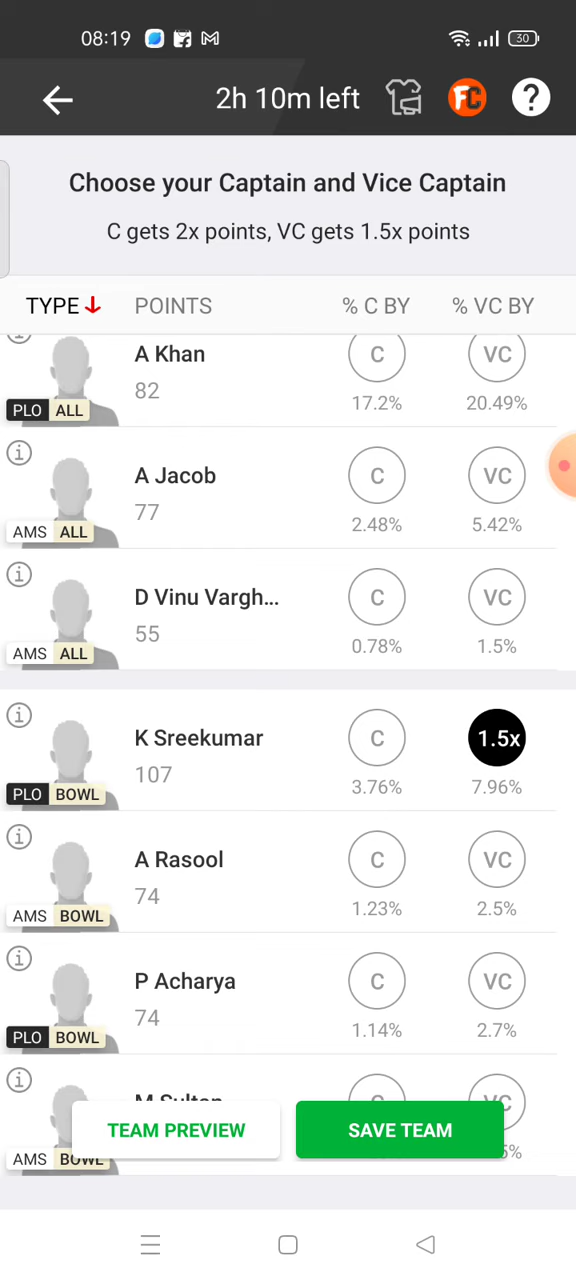 08:19
30
2h 10m left
FC
?
Choose your Captain and Vice Captain
C gets 2x points, VC gets 1.5x points
TYPE POINTS % C BY % VC BY
A Khan C VC
82
17.2% 20.49%
PLO ALL
A Jacob C VC
77
2.48% 5.42%
AMS ALL
D Vinu Vargh... C VC
55
0.78% 1.5%
AMS ALL
K Sreekumar C 1.5x
107
3.76% 7.96%
PLO BOWL
A Rasool C VC
74
1.23% 2.5%
AMS BOWL
P Acharya C VC
74
1.14% 2.7%
PLO BOWL
M Sultan C VC
TEAM PREVIEW SAVE TEAM
AMS BOWL